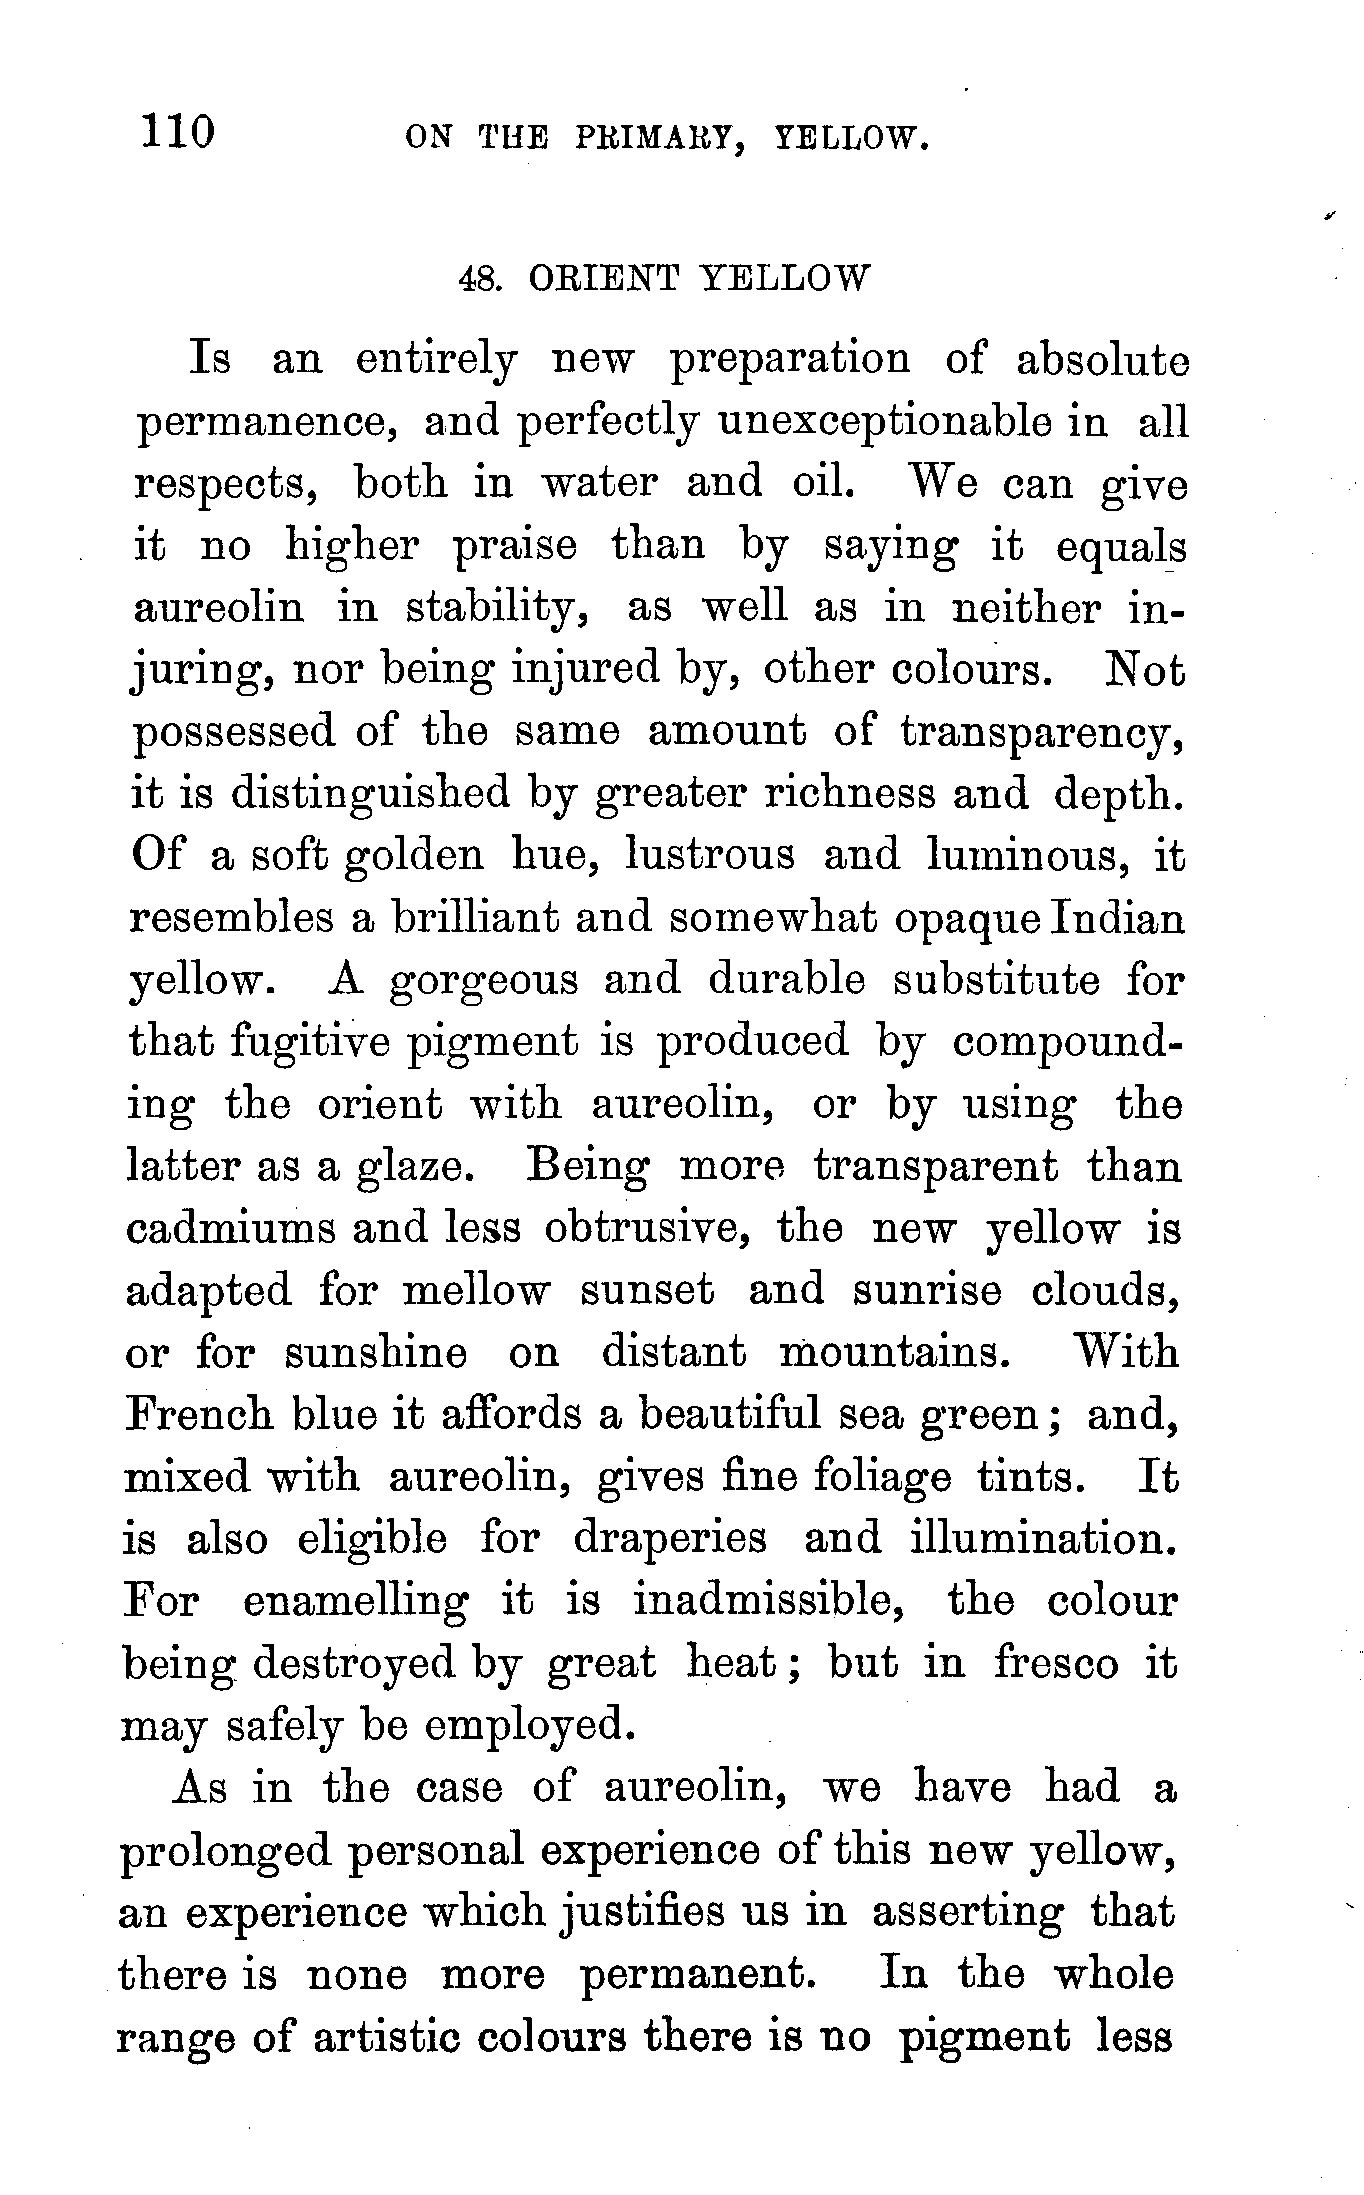 110 ON THE PRIMARY, YELLOW.
48. ORIENT YELLOW
Is an entirely new preparation of absolute
permanence, and perfectly unexceptionable in all
respects, both in water and oil. We can give
it no higher praise than by saying it equals
aureolin in stability, as well as in neither in-
juring, nor being injured by, other colours. Not
possessed of the same amount of transparency,
it is distinguished by greater richness and depth.
Of a soft golden hue, lustrous and luminous, it
resembles a brilliant and somewhat opaque Indian
yellow. A gorgeous and durable substitute for
that fugitive pigment is produced by compound-
ing the orient with aureolin, or by using the
latter as a glaze. Being more transparent than
cadmiums and less obtrusive, the new yellow is
adapted for mellow sunset and sunrise clouds,
or for sunshine on distant mountains. With
French blue it affords a beautiful sea green; and,
mixed with aureolin, gives fine foliage tints. It
is also eligible for draperies and illumination.
For enamelling it is inadmissible, the colour
being destroyed by great heat; but in fresco it
may safely be employed.
As in the case of aureolin, we have had a
prolonged personal experience of this new yellow,
an experience which justifies us in asserting that
there is none more permanent. In the whole
range of artistic colours there is no pigment less